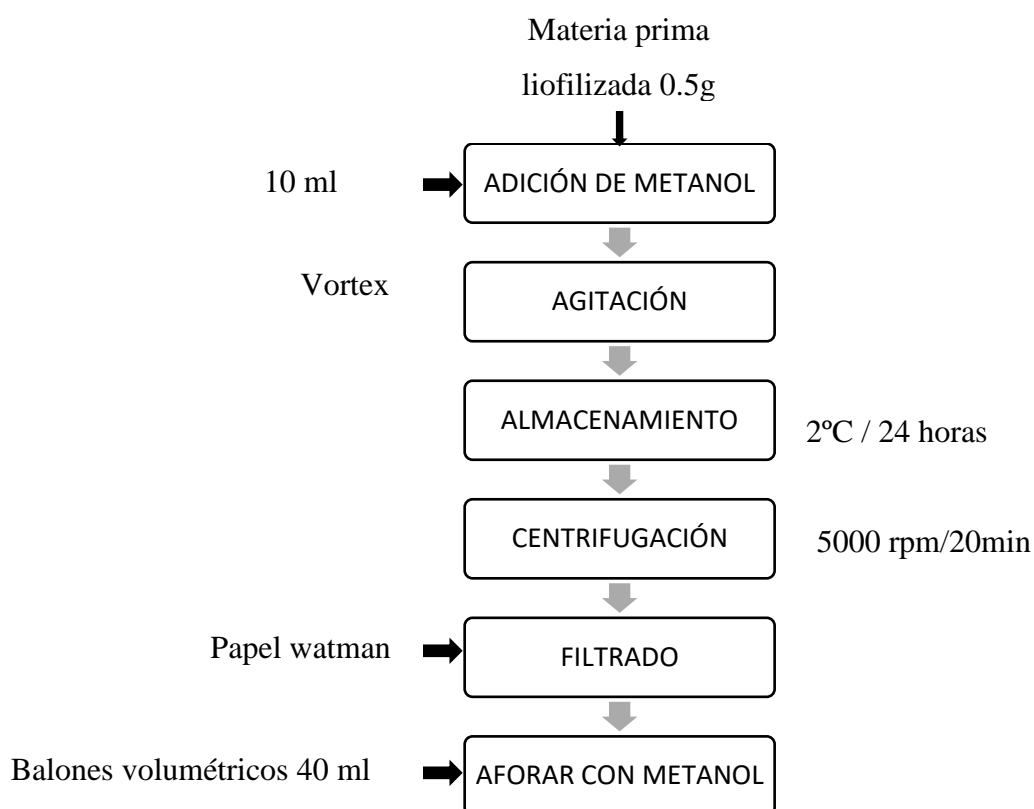 Materia prima
liofilizada 0.5g
10 ml
ADICIÓN DE METANOL
Vortex
AGITACIÓN
ALMACENAMIENTO
2ºC / 24 horas
CENTRIFUGACIÓN
5000 rpm/20min
Papel watman
FILTRADO
Balones volumétricos 40 ml
AFORAR CON METANOL